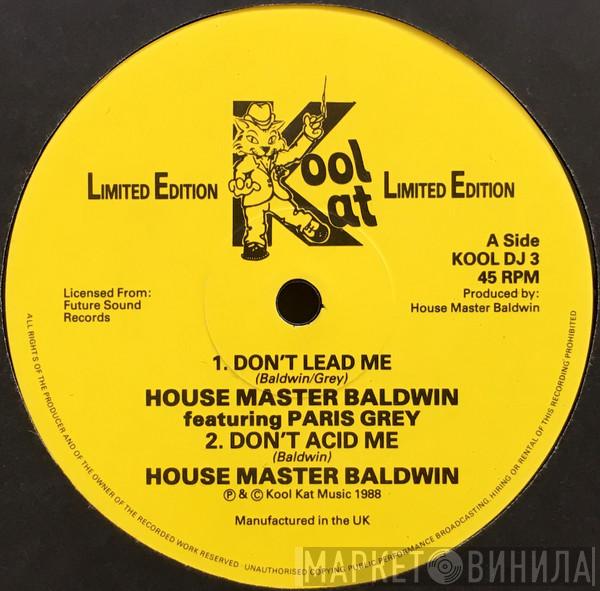 Kool Kat
LIMITED EDITION
LIMITED EDITION
A Side
KOOL DJ 3
45 RPM
Produced by:
House Master Baldwin
Licensed From:
Future Sound
Records
1. DON'T LEAD ME
(Baldwin/Grey)
HOUSE MASTER BALDWIN
featuring PARIS GREY
2. DON'T ACID ME
(Baldwin)
HOUSE MASTER BALDWIN
℗ & © Kool Kat Music 1988
Manufactured in the UK
ALL RIGHTS OF THE PRODUCER AND OF THE OWNER OF THE RECORDED WORK RESERVED · UNAUTHORISED COPYING PUBLIC PERFORMANCE BROADCASTING, HIRING OR RENTAL OF THIS RECORDING PROHIBITED
МАРКЕТ ВИНИЛА